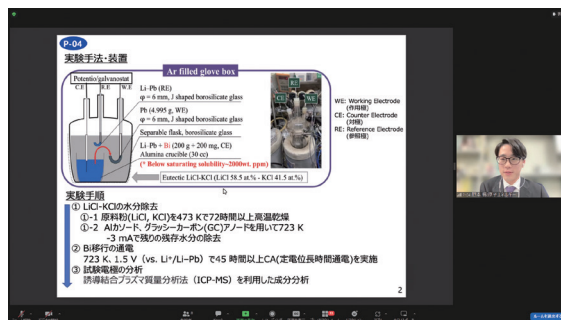 P-04
実験手法・装置
Ar filled glove box
Potentio/galvanostat
C.E
R.E
W.E
Li-Pb (RE)
φ = 6 mm, J shaped borosilicate glass
Pb (4.995 g, WE)
φ = 6 mm, J shaped borosilicate glass
Separable flask, borosilicate glass
Li-Pb + Bi (200 g + 200 mg, CE)
Alumina crucible (30 cc)
(* Below saturating solubility~2000wt. ppm)
Eutectic LiCl-KCl (LiCl 58.5 at.% - KCl 41.5 at.%)
CE
RE
WE
WE: Working Electrode
(作用極)
CE: Counter Electrode
(対極)
RE: Reference Electrode
(参照極)
実験手順
① LiCl-KClの水分除去
①-1 原料粉(LiCl, KCl)を473 Kで72時間以上高温乾燥
①-2 Alカソード、グラッシーカーボン(GC)アノードを用いて723 K
-3 mAで残りの残存水分の除去
② Bi移行の通電
723 K、1.5 V（vs. Li⁺/Li–Pb）で45 時間以上CA(定電位長時間通電)を実施
③ 試験電極の分析
誘導結合プラズマ質量分析法（ICP-MS）を利用した成分分析
2